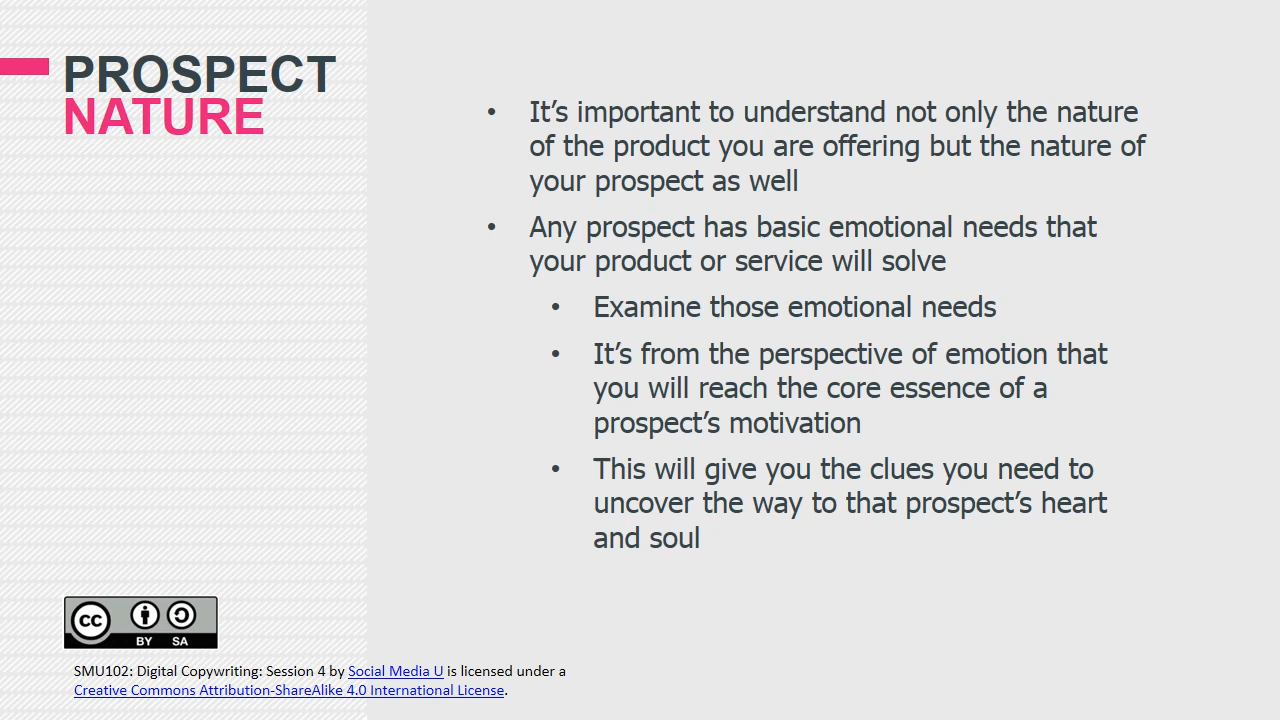 PROSPECT
NATURE
• It’s important to understand not only the nature
of the product you are offering but the nature of
your prospect as well
• Any prospect has basic emotional needs that
your product or service will solve
• Examine those emotional needs
• It’s from the perspective of emotion that
you will reach the core essence of a
prospect’s motivation
• This will give you the clues you need to
uncover the way to that prospect’s heart
and soul
CC BY SA
SMU102: Digital Copywriting: Session 4 by Social Media U is licensed under a
Creative Commons Attribution-ShareAlike 4.0 International License.